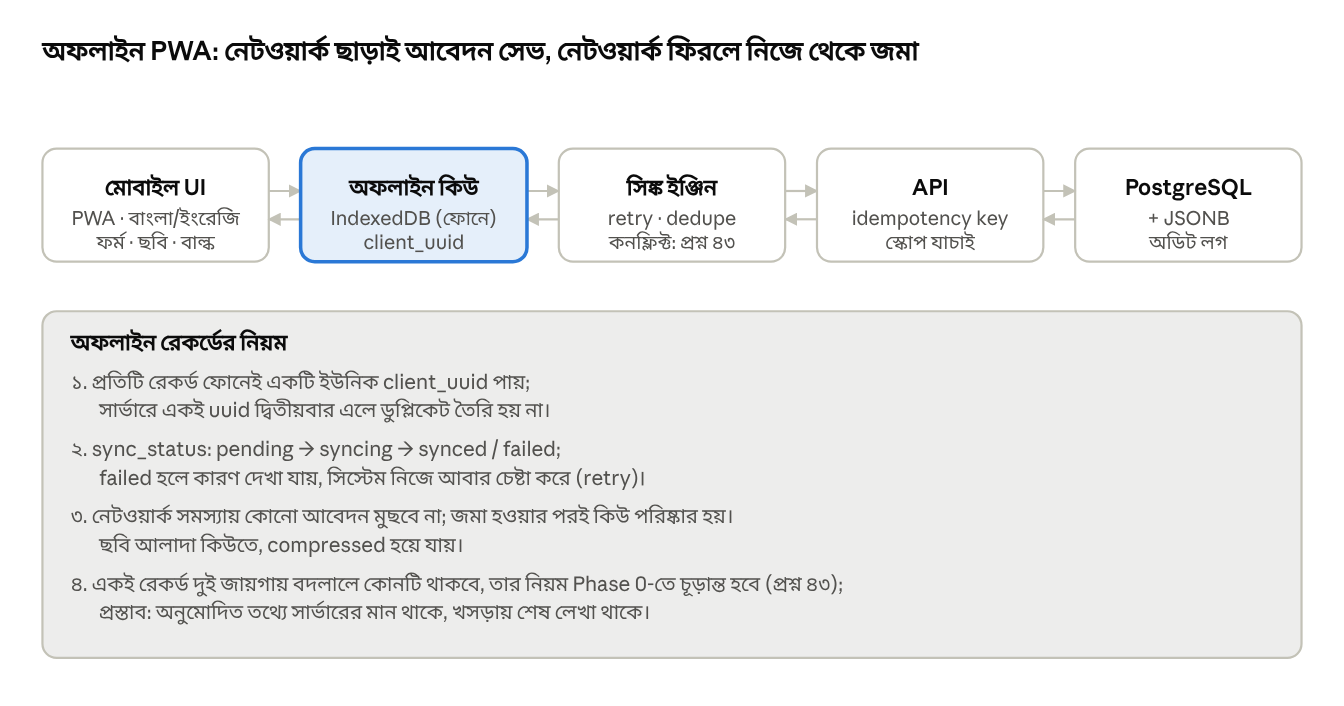 অফলাইন PWA: নেটওয়ার্ক ছাড়াই আবেদন সেভ, নেটওয়ার্ক ফিরলে নিজে থেকে জমা
মোবাইল UI
PWA · বাংলা/ইংরেজি
ফর্ম · ছবি · বাল্ক
অফলাইন কিউ
IndexedDB (ফোনে)
client_uuid
সিঙ্ক ইঞ্জিন
retry · dedupe
কনফ্লিক্ট: প্রশ্ন ৪৩
API
idempotency key
স্কোপ যাচাই
PostgreSQL
+ JSONB
অডিট লগ
অফলাইন রেকর্ডের নিয়ম
১. প্রতিটি রেকর্ড ফোনেই একটি ইউনিক client_uuid পায়;
সার্ভারে একই uuid দ্বিতীয়বার এলে ডুপ্লিকেট তৈরি হয় না।
২. sync_status: pending → syncing → synced / failed;
failed হলে কারণ দেখা যায়, সিস্টেম নিজে আবার চেষ্টা করে (retry)।
৩. নেটওয়ার্ক সমস্যায় কোনো আবেদন মুছবে না; জমা হওয়ার পরই কিউ পরিষ্কার হয়।
ছবি আলাদা কিউতে, compressed হয়ে যায়।
৪. একই রেকর্ড দুই জায়গায় বদলালে কোনটি থাকবে, তার নিয়ম Phase 0-তে চূড়ান্ত হবে (প্রশ্ন ৪৩);
প্রস্তাব: অনুমোদিত তথ্যে সার্ভারের মান থাকে, খসড়ায় শেষ লেখা থাকে।